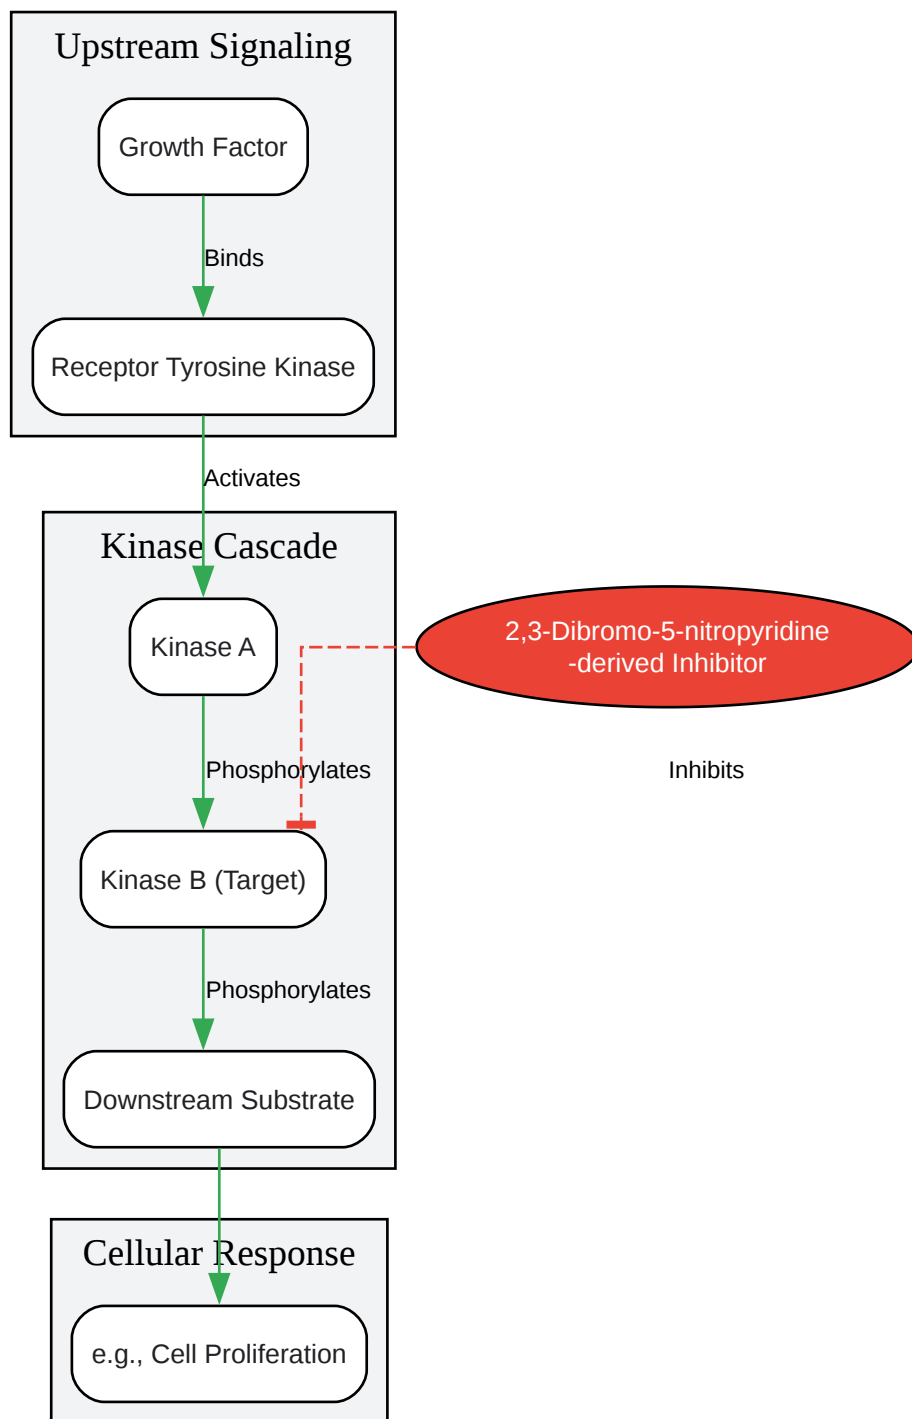 Upstream Signaling
Growth Factor
Binds
Receptor Tyrosine Kinase
Activates
Kinase Cascade
Kinase A
2,3-Dibromo-5-nitropyridine
-derived Inhibitor
Phosphorylates
Inhibits
Kinase B (Target)
Phosphorylates
Downstream Substrate
Cellular Response
e.g., Cell Proliferation